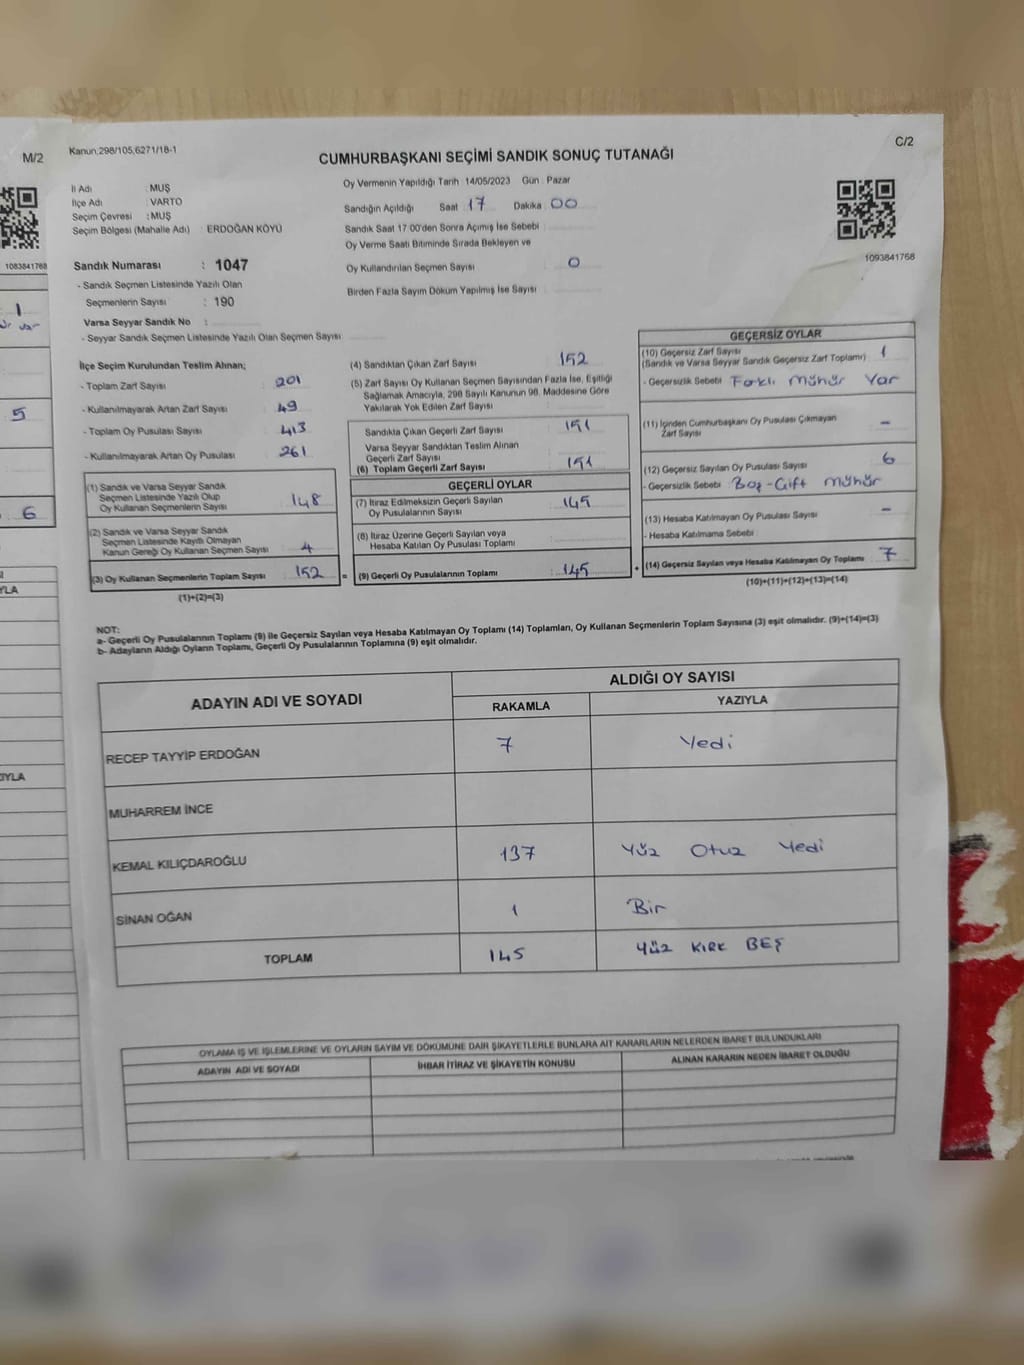 M/2
1083841768
1
5
6
YLA
ZIYLA
Kanun,298/105,6271/18-1
C/2
CUMHURBAŞKANI SEÇİMİ SANDIK SONUÇ TUTANAĞI
İl Adı : MUŞ
İlçe Adı : VARTO
Seçim Çevresi : MUŞ
Seçim Bölgesi (Mahalle Adı) : ERDOĞAN KÖYÜ
Sandık Numarası : 1047
- Sandık Seçmen Listesinde Yazılı Olan
Seçmenlerin Sayısı : 190
Varsa Seyyar Sandık No :
- Seyyar Sandık Seçmen Listesinde Yazılı Olan Seçmen Sayısı
Oy Vermenin Yapıldığı Tarih 14/05/2023 Gün : Pazar
Sandığın Açıldığı Saat 17 Dakika 00
Sandık Saat 17:00'den Sonra Açımış İse Sebebi
Oy Verme Saati Bitiminde Sırada Bekleyen ve
Oy Kullandırılan Seçmen Sayısı : 0
Birden Fazla Sayım Döküm Yapılmış İse Sayısı
1093841768
İlçe Seçim Kurulundan Teslim Alınan;
- Toplam Zarf Sayısı : 201
- Kullanılmayarak Artan Zarf Sayısı : 49
- Toplam Oy Pusulası Sayısı : 413
- Kullanılmayarak Artan Oy Pusulası : 261
(1) Sandık ve Varsa Seyyar Sandık
Seçmen Listesinde Yazılı Olup
Oy Kullanan Seçmenlerin Sayısı : 148
(2) Sandık ve Varsa Seyyar Sandık
Seçmen Listesinde Kayıtlı Olmayan
Kanun Gereği Oy Kullanan Seçmen Sayısı : 4
(3) Oy Kullanan Seçmenlerin Toplam Sayısı : 152
(1)+(2)=(3)
(4) Sandıktan Çıkan Zarf Sayısı : 152
(5) Zarf Sayısı Oy Kullanan Seçmen Sayısından Fazla İse, Eşitliği
Sağlamak Amacıyla, 298 Sayılı Kanunun 98. Maddesine Göre
Yakılarak Yok Edilen Zarf Sayısı :
Sandıkta Çıkan Geçerli Zarf Sayısı : 151
Varsa Seyyar Sandıktan Teslim Alınan
Geçerli Zarf Sayısı
(6) Toplam Geçerli Zarf Sayısı : 151
GEÇERLİ OYLAR
(7) İtiraz Edilmeksizin Geçerli Sayılan
Oy Pusulalarının Sayısı : 145
(8) İtiraz Üzerine Geçerli Sayılan veya
Hesaba Katılan Oy Pusulası Toplamı
= (9) Geçerli Oy Pusulalarının Toplamı : 145
GEÇERSİZ OYLAR
(10) Geçersiz Zarf Sayısı
(Sandık ve Varsa Seyyar Sandık Geçersiz Zarf Toplamı) : 1
- Geçersizlik Sebebi Farklı Mühür Var
(11) İçinden Cumhurbaşkanı Oy Pusulası Çıkmayan
Zarf Sayısı -
(12) Geçersiz Sayılan Oy Pusulası Sayısı 6
- Geçersizlik Sebebi Boş-Çift Mühür
(13) Hesaba Katılmayan Oy Pusulası Sayısı -
- Hesaba Katılmama Sebebi
+ (14) Geçersiz Sayılan veya Hesaba Katılmayan Oy Toplamı : 7
(10)+(11)+(12)+(13)=(14)
NOT:
a- Geçerli Oy Pusulalarının Toplamı (9) ile Geçersiz Sayılan veya Hesaba Katılmayan Oy Toplamı (14) Toplamları, Oy Kullanan Seçmenlerin Toplam Sayısına (3) eşit olmalıdır. (9)+(14)=(3)
b- Adayların Aldığı Oyların Toplamı, Geçerli Oy Pusulalarının Toplamına (9) eşit olmalıdır.
ADAYIN ADI VE SOYADI
ALDIĞI OY SAYISI
RAKAMLA YAZIYLA
RECEP TAYYİP ERDOĞAN 7 Yedi
MUHARREM İNCE
KEMAL KILIÇDAROĞLU 137 Yüz Otuz Yedi
SİNAN OĞAN 1 Bir
TOPLAM 145 YÜZ KIRK BEŞ
OYLAMA İŞ VE İŞLEMLERİNE VE OYLARIN SAYIM VE DÖKÜMÜNE DAİR ŞİKAYETLERLE BUNLARA AİT KARARLARIN NELERDEN İBARET BULUNDUKLARI
ADAYIN ADI VE SOYADI İHBAR İTİRAZ VE ŞİKAYETİN KONUSU ALINAN KARARIN NEDEN İBARET OLDUĞU